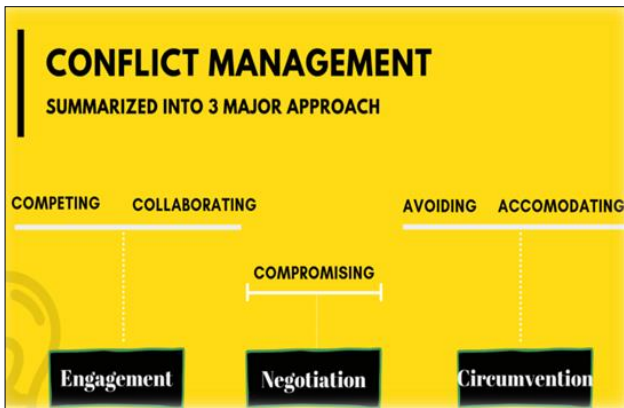 CONFLICT MANAGEMENT
SUMMARIZED INTO 3 MAJOR APPROACH
COMPETING COLLABORATING AVOIDING ACCOMODATING
COMPROMISING
Engagement Negotiation Circumvention